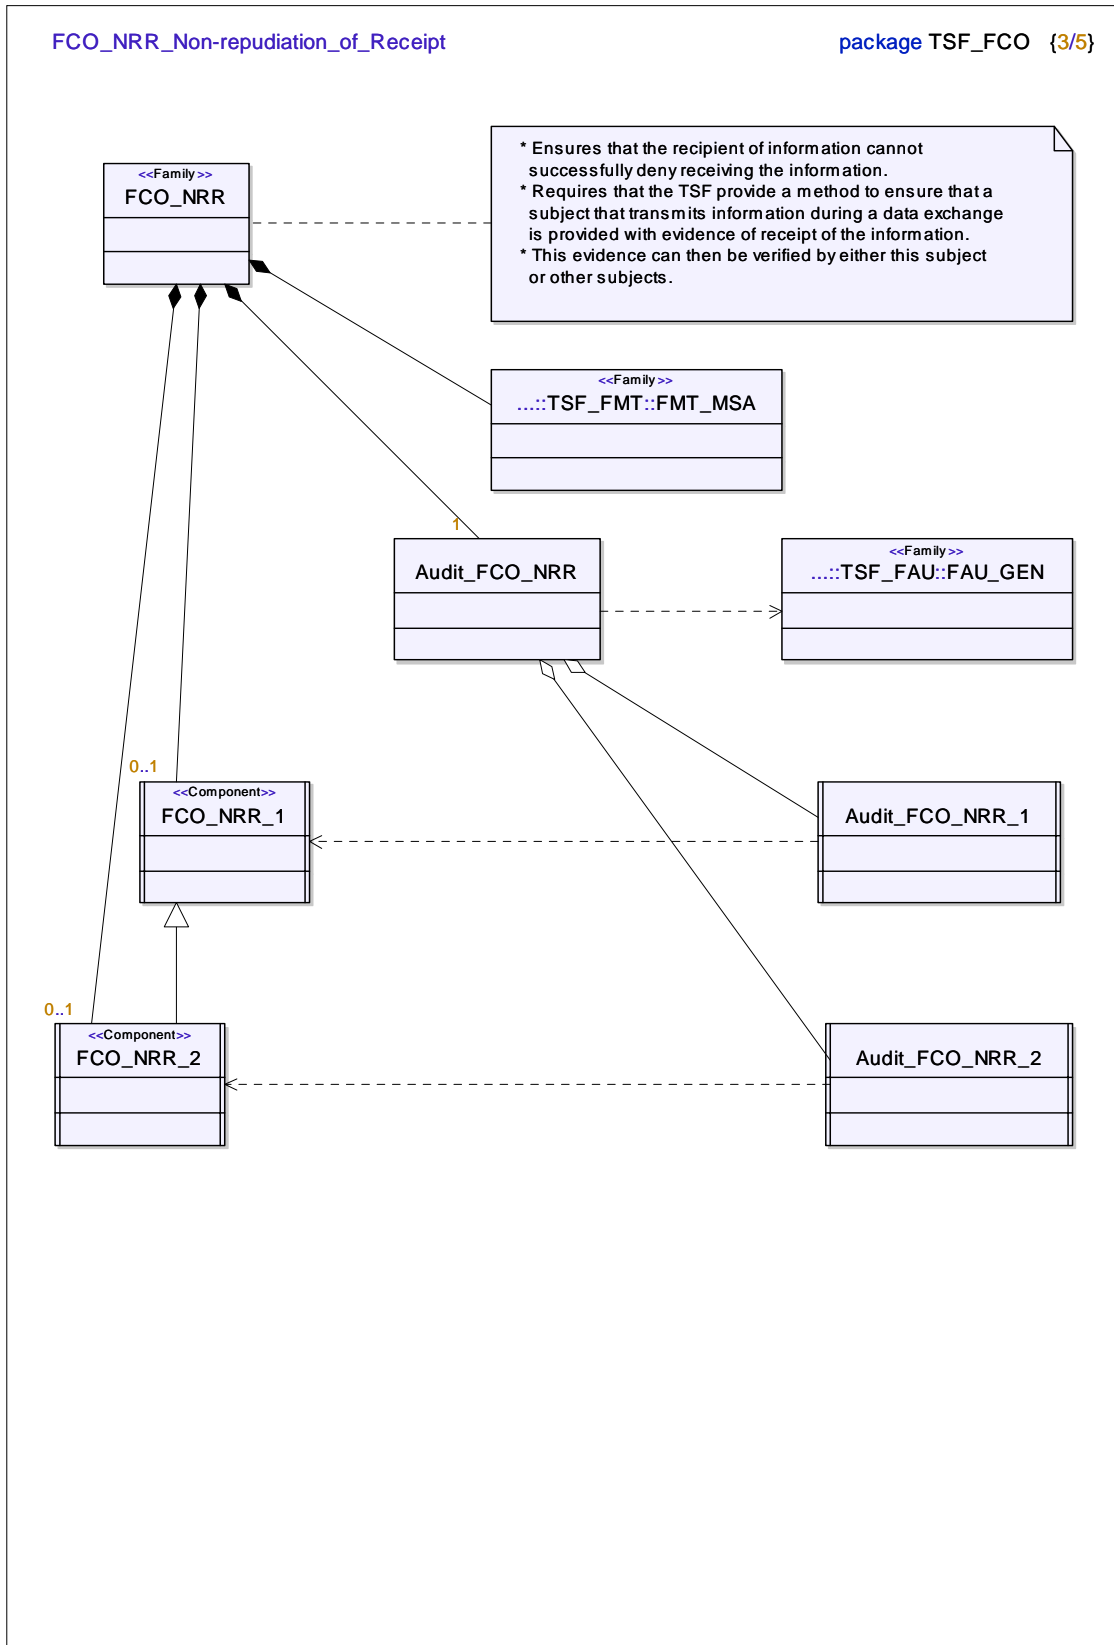 FCO_NRR_Non-repudiation_of_Receipt
package TSF_FCO {3/5}
* Ensures that the recipient of information cannot
successfully deny receiving the information.
* Requires that the TSF provide a method to ensure that a
subject that transmits information during a data exchange
is provided with evidence of receipt of the information.
* This evidence can then be verified by either this subject
or other subjects.
<<Family>>
FCO_NRR
<<Family>>
...::TSF_FMT::FMT_MSA
1
Audit_FCO_NRR
<<Family>>
...::TSF_FAU::FAU_GEN
0..1
<<Component>>
FCO_NRR_1
Audit_FCO_NRR_1
0..1
<<Component>>
FCO_NRR_2
Audit_FCO_NRR_2